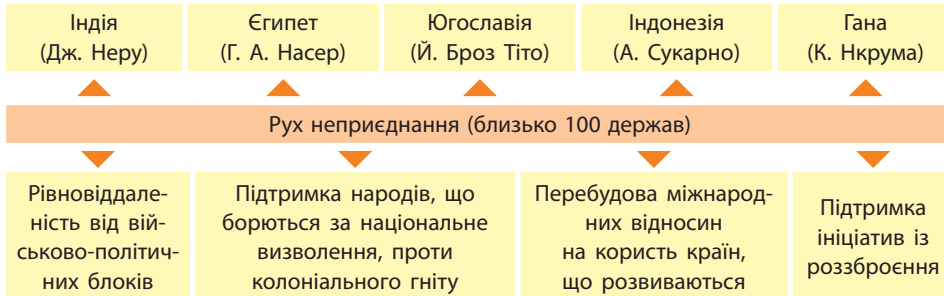 Індія
(Дж. Неру)
Єгипет
(Г. А. Насер)
Югославія
(Й. Броз Тіто)
Індонезія
(А. Сукарно)
Гана
(К. Нкрума)
Рух неприєднання (близько 100 держав)
Рівновіддале-
ність від вій-
ськово-політич-
них блоків
Підтримка народів, що
борються за національне
визволення, проти
колоніального гніту
Перебудова міжнарод-
них відносин
на користь країн,
що розвиваються
Підтримка
ініціатив із
роззброєння